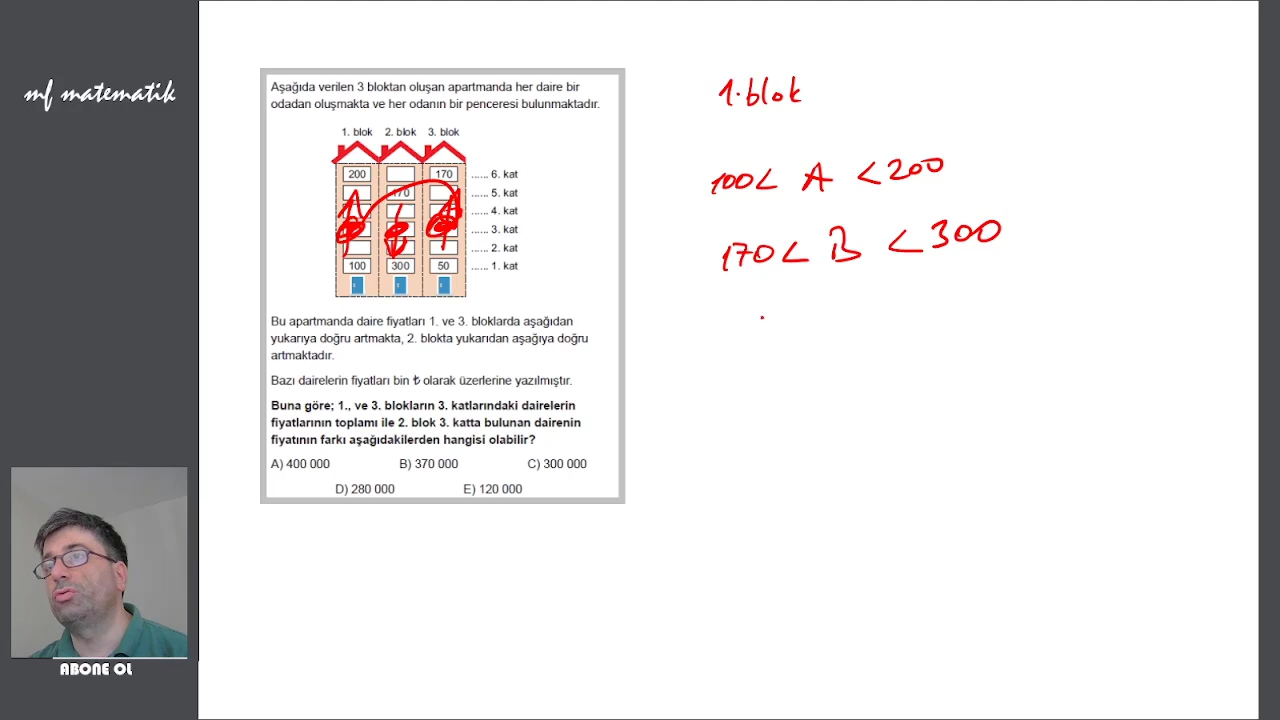 mf matematik
Aşağıda verilen 3 bloktan oluşan apartmanda her daire bir
odadan oluşmakta ve her odanın bir penceresi bulunmaktadır.
1. blok 2. blok 3. blok
200 170 ...... 6. kat
170 ...... 5. kat
...... 4. kat
...... 3. kat
...... 2. kat
100 300 50 ...... 1. kat
Bu apartmanda daire fiyatları 1. ve 3. bloklarda aşağıdan
yukarıya doğru artmakta, 2. blokta yukarıdan aşağıya doğru
artmaktadır.
Bazı dairelerin fiyatları bin ₺ olarak üzerlerine yazılmıştır.
Buna göre; 1., ve 3. blokların 3. katlarındaki dairelerin
fiyatlarının toplamı ile 2. blok 3. katta bulunan dairenin
fiyatının farkı aşağıdakilerden hangisi olabilir?
A) 400 000 B) 370 000 C) 300 000
D) 280 000 E) 120 000
1.blok
100< A <200
170< B <300
ABONE OL